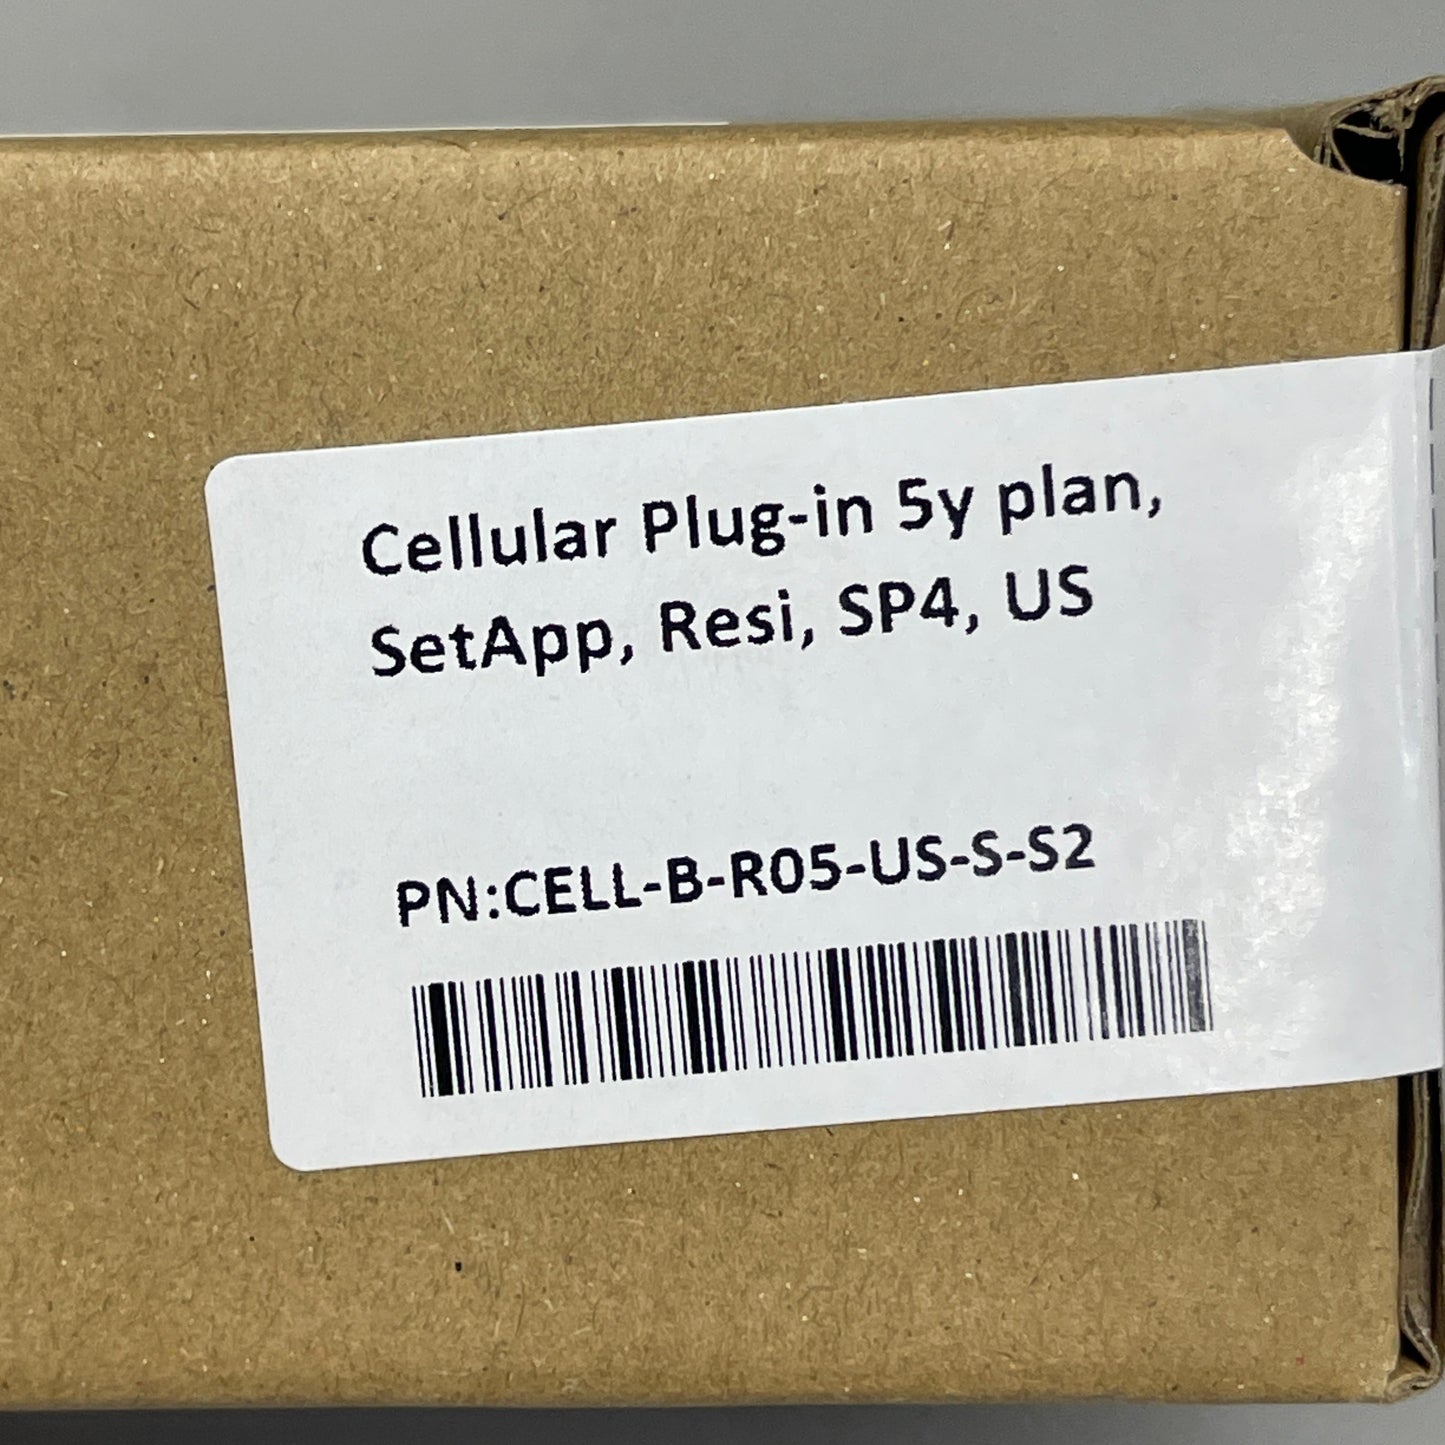 Cellular Plug-in 5y plan,
SetApp, Resi, SP4, US
PN:CELL-B-R05-US-S-S2